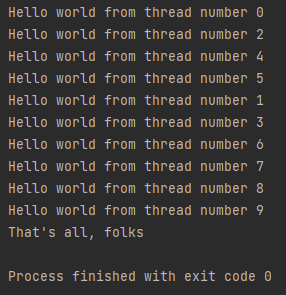 Hello world from thread number 0
Hello world from thread number 2
Hello world from thread number 4
Hello world from thread number 5
Hello world from thread number 1
Hello world from thread number 3
Hello world from thread number 6
Hello world from thread number 7
Hello world from thread number 8
Hello world from thread number 9
That's all, folks
Process finished with exit code 0